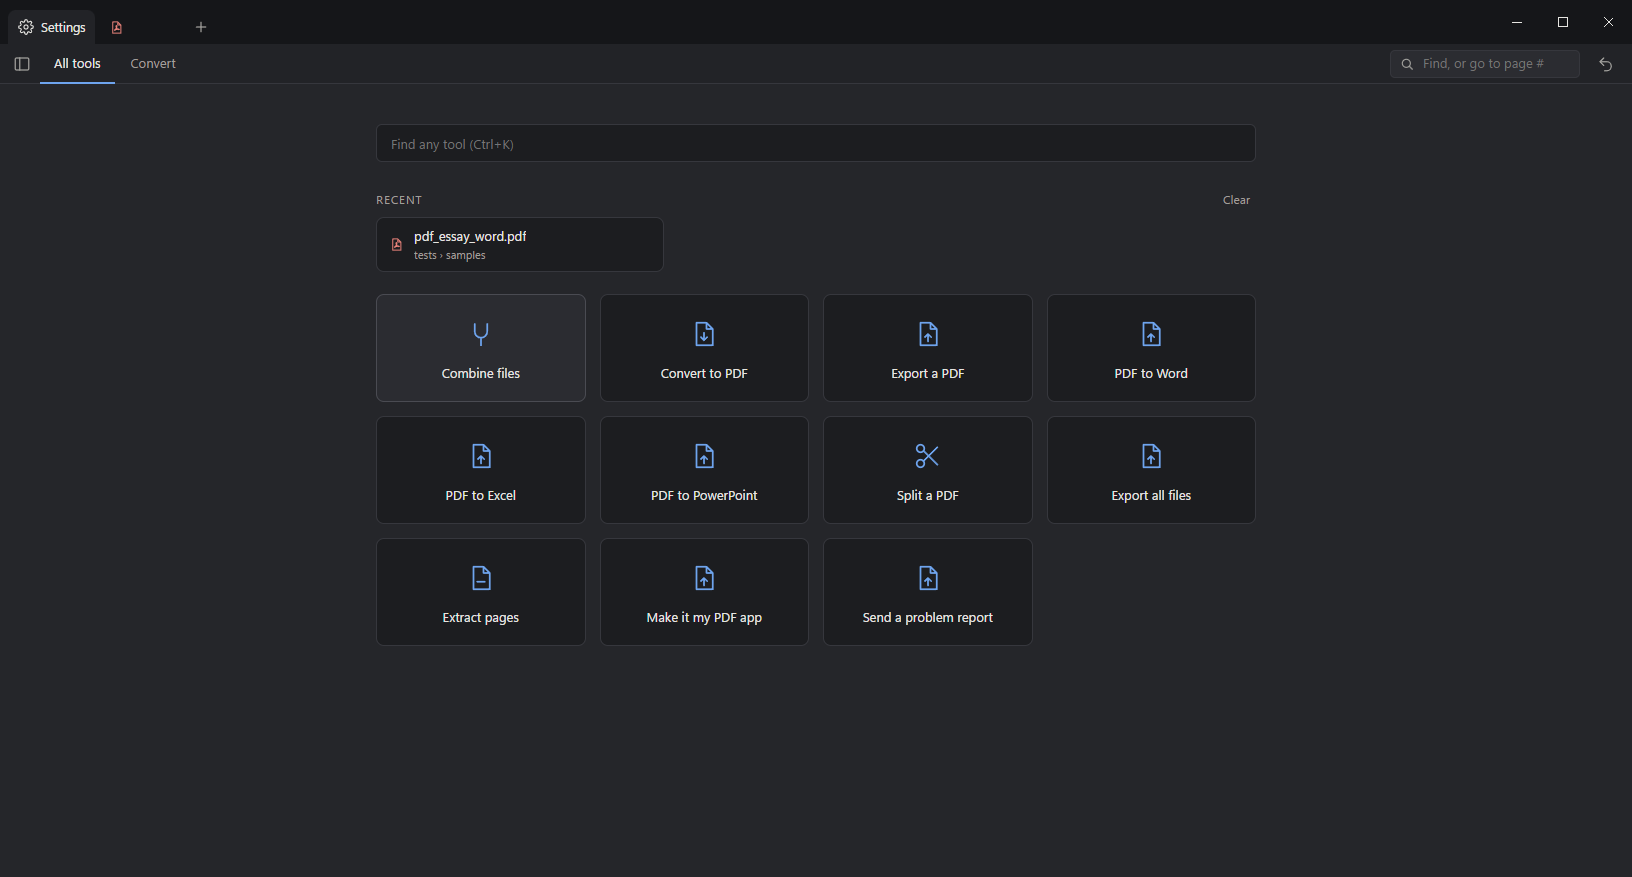 Settings
All tools
Convert
Find, or go to page #
Find any tool (Ctrl+K)
RECENT
Clear
pdf_essay_word.pdf
tests › samples
Combine files
Convert to PDF
Export a PDF
PDF to Word
PDF to Excel
PDF to PowerPoint
Split a PDF
Export all files
Extract pages
Make it my PDF app
Send a problem report